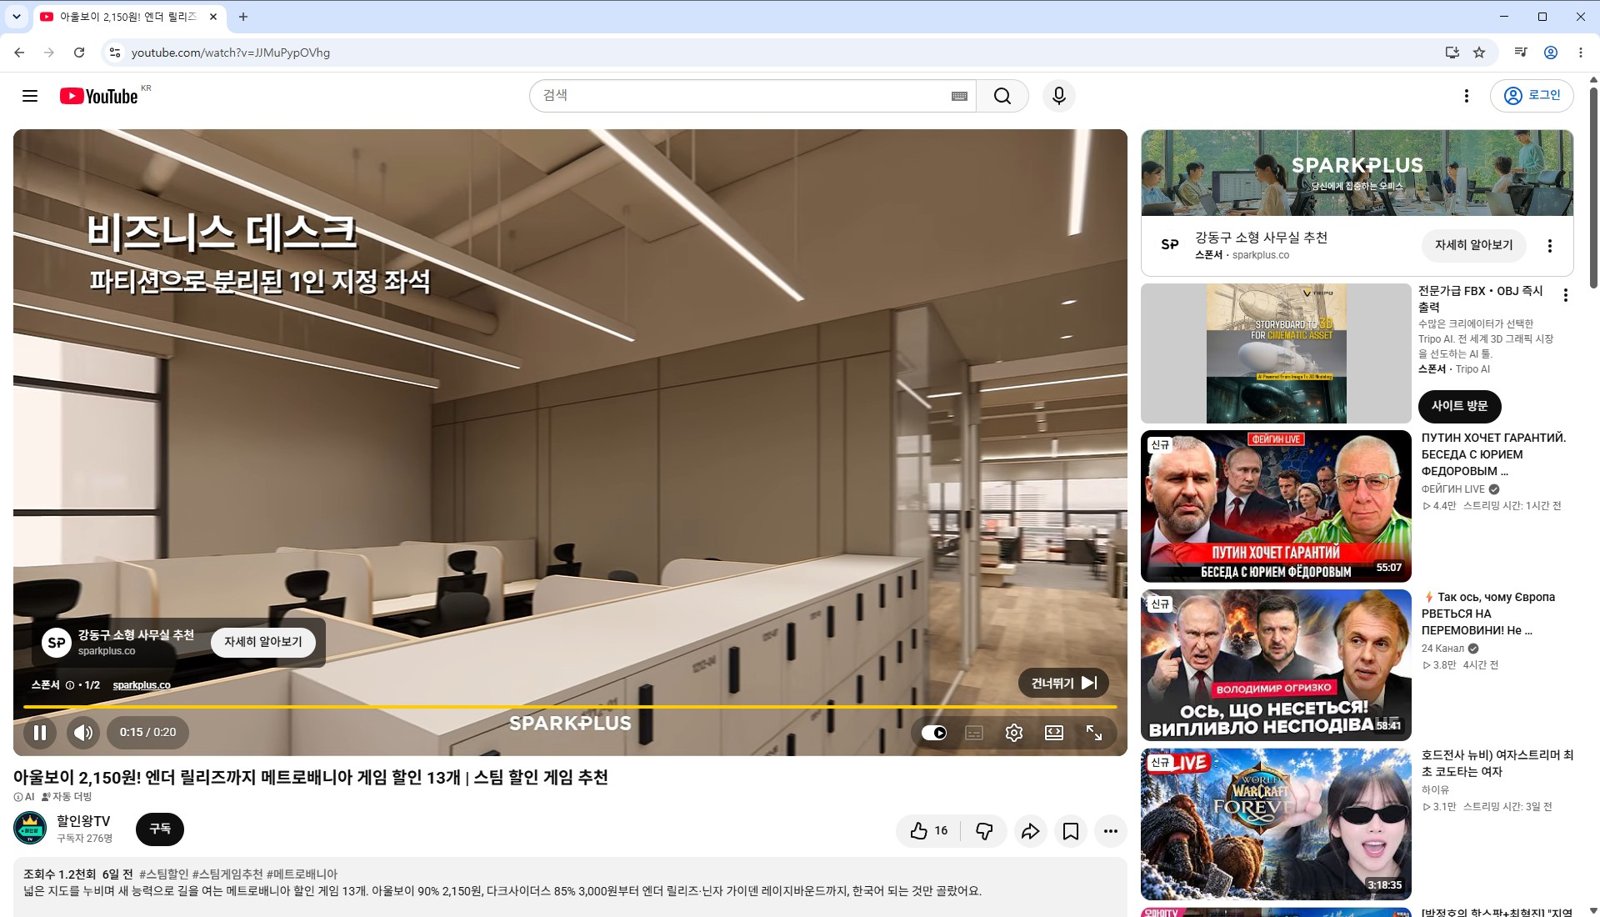 아울보이 2,150원! 엔더 릴리즈
youtube.com/watch?v=JJMuPypOVhg
YouTube KR
검색
로그인
비즈니스 데스크
파티션으로 분리된 1인 지정 좌석
SP
강동구 소형 사무실 추천
sparkplus.co
자세히 알아보기
스폰서 · 1/2 sparkplus.co
건너뛰기
SPARKPLUS
0:15 / 0:20
아울보이 2,150원! 엔더 릴리즈까지 메트로배니아 게임 할인 13개 | 스팀 할인 게임 추천
AI 자동 더빙
할인왕TV
구독자 276명
구독
16
조회수 1.2천회 6일 전 #스팀할인 #스팀게임추천 #메트로배니아
넓은 지도를 누비며 새 능력으로 길을 여는 메트로배니아 할인 게임 13개. 아울보이 90% 2,150원, 다크사이더스 85% 3,000원부터 엔더 릴리즈·닌자 가이덴 레이지바운드까지, 한국어 되는 것만 골랐어요.
SPARKPLUS
당신에게 집중하는 오피스
SP
강동구 소형 사무실 추천
스폰서 · sparkplus.co
자세히 알아보기
TRIPO
STORYBOARD TO 3D
FOR CINEMATIC ASSET
전문가급 FBX・OBJ 즉시
출력
수많은 크리에이터가 선택한
Tripo AI. 전 세계 3D 그래픽 시장
을 선도하는 AI 툴.
스폰서 · Tripo AI
사이트 방문
신규
ФЕЙГИН LIVE
ПУТИН ХОЧЕТ ГАРАНТИЙ
БЕСЕДА С ЮРИЕМ ФЁДОРОВЫМ
55:07
ПУТИН ХОЧЕТ ГАРАНТИЙ.
БЕСЕДА С ЮРИЕМ
ФЕДОРОВЫМ ...
ФЕЙГИН LIVE
4.4만 스트리밍 시간: 1시간 전
신규
ВОЛОДИМИР ОГРИЗКО
ОСЬ, ЩО НЕСЕТЬСЯ!
ВИПЛИВЛО НЕСПОДІВА
58:41
Так ось, чому Європа
РВЕТЬСЯ НА
ПЕРЕМОВИНИ! Не ...
24 Канал
3.8만 4시간 전
신규
LIVE
WORLD
WARCRAFT
FOREVE
3:18:35
호드전사 뉴비) 여자스트리머 최
초 코도타는 여자
하이유
3.1만 스트리밍 시간: 3일 전
[박정호의 핫스팟+최형진] "지역